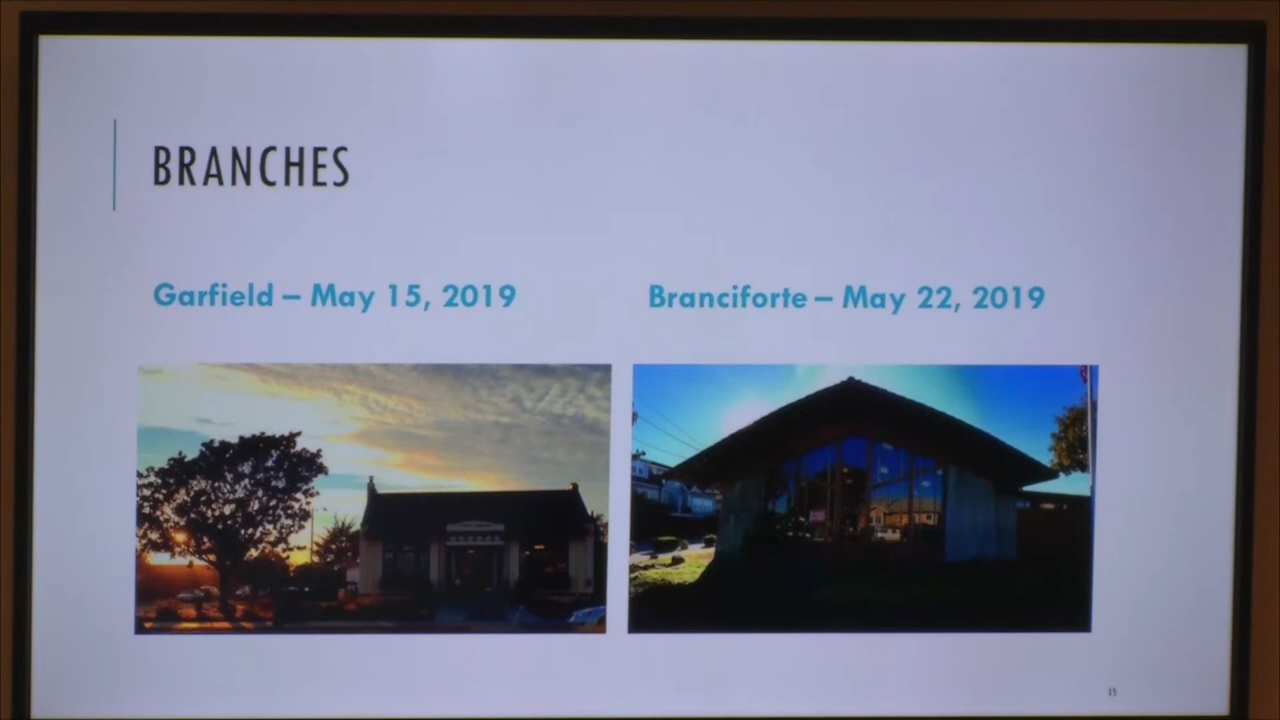 BRANCHES
Garfield – May 15, 2019
Branciforte – May 22, 2019
15